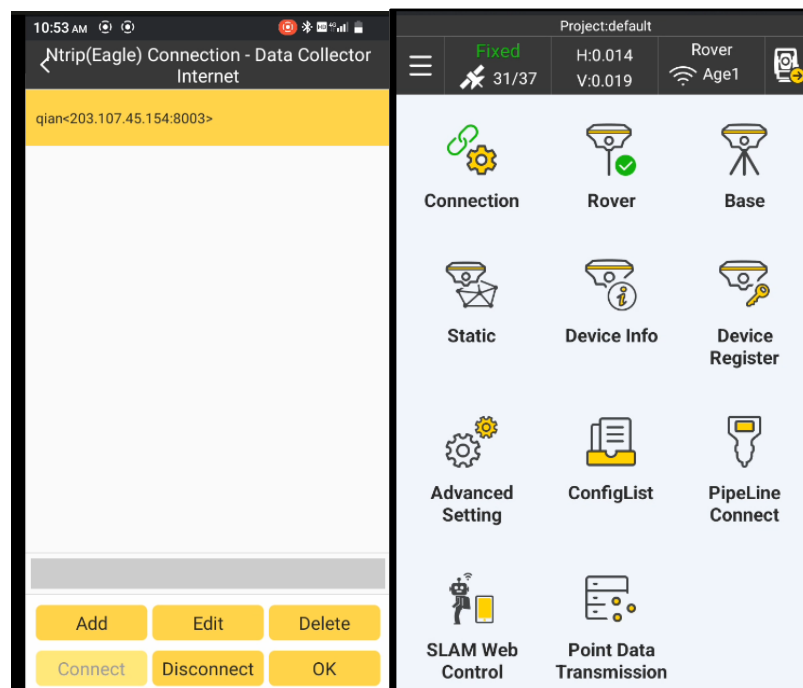 10:53 AM
Ntrip(Eagle) Connection - Data Collector
Internet
qian<203.107.45.154:8003>
Add Edit Delete
Connect Disconnect OK
Project:default
Fixed H:0.014 Rover
31/37 V:0.019 Age1
Connection Rover Base
Static Device Info Device
Register
Advanced ConfigList PipeLine
Setting Connect
SLAM Web Point Data
Control Transmission